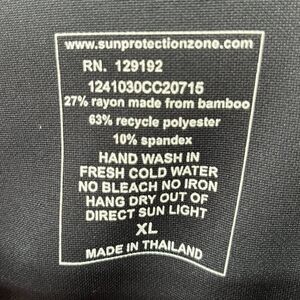 www.sunprotectionzone.com
RN. 129192
1241030CC20715
27% rayon made from bamboo
63% recycle polyester
10% spandex
HAND WASH IN
FRESH COLD WATER
NO BLEACH NO IRON
HANG DRY OUT OF
DIRECT SUN LIGHT
XL
MADE IN THAILAND